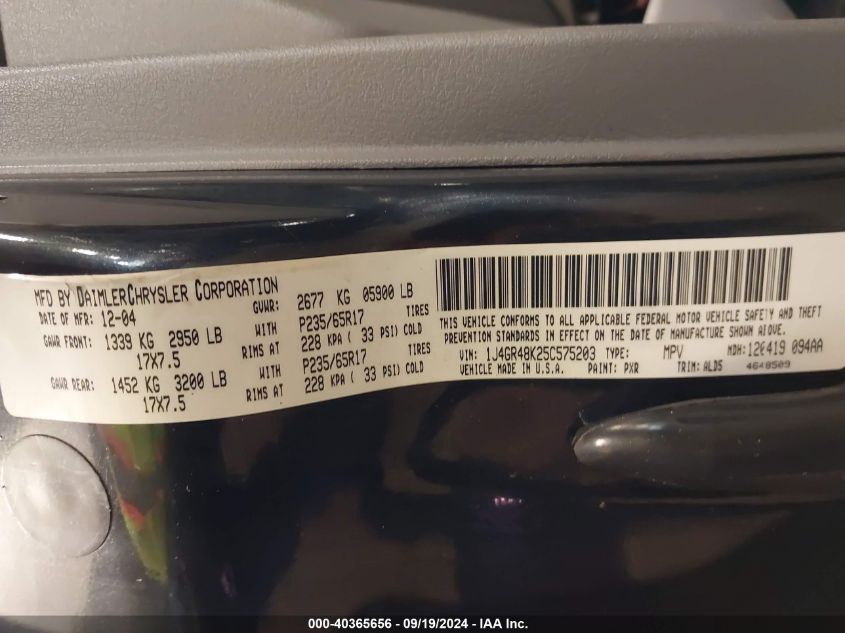 MFD BY DAIMLERCHRYSLER CORPORATION
DATE OF MFR: 12-04 GVWR: 2677 KG 05900 LB
GAWR FRONT: 1339 KG 2950 LB WITH P235/65R17 TIRES
17X7.5 RIMS AT 228 KPA ( 33 PSI) COLD
GAWR REAR: 1452 KG 3200 LB WITH P235/65R17 TIRES
17X7.5 RIMS AT 228 KPA ( 33 PSI) COLD
THIS VEHICLE CONFORMS TO ALL APPLICABLE FEDERAL MOTOR VEHICLE SAFETY AND THEFT
PREVENTION STANDARDS IN EFFECT ON THE DATE OF MANUFACTURE SHOWN ABOVE.
VIN: 1J4GR48K25C575203 TYPE: MPV MDH: 120419 094AA
VEHICLE MADE IN U.S.A. PAINT: PXR TRIM: ALD5 4648509
000-40365656 - 09/19/2024 - IAA Inc.